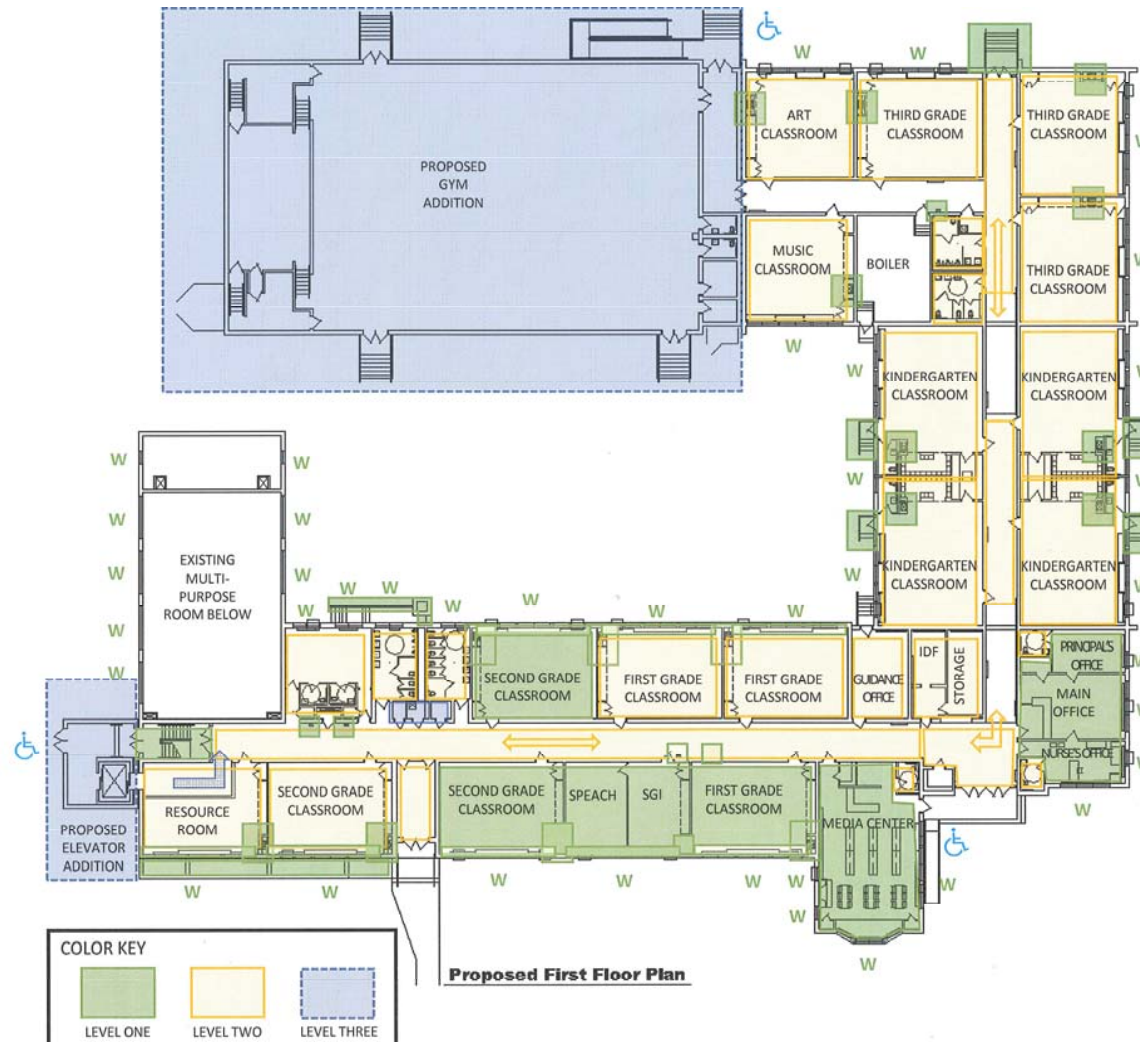 W
W
ART
CLASSROOM
THIRD GRADE
CLASSROOM
THIRD GRADE
CLASSROOM
W
PROPOSED
GYM
ADDITION
W
MUSIC
CLASSROOM
BOILER
THIRD GRADE
CLASSROOM
W
W
W
W
KINDERGARTEN
CLASSROOM
KINDERGARTEN
CLASSROOM
W
W
W
W
W
W
W
W
KINDERGARTEN
CLASSROOM
KINDERGARTEN
CLASSROOM
W
W
W
W
EXISTING
MULTI-
PURPOSE
ROOM BELOW
W
W
W
W
W
W
W
W
W
W
W
W
SECOND GRADE
CLASSROOM
FIRST GRADE
CLASSROOM
FIRST GRADE
CLASSROOM
GUIDANCE
OFFICE
IDF
STORAGE
PRINCIPAL'S
OFFICE
W
MAIN
OFFICE
W
NURSE'S OFFICE
W
W
RESOURCE
ROOM
SECOND GRADE
CLASSROOM
SECOND GRADE
CLASSROOM
SPEACH
SGI
FIRST GRADE
CLASSROOM
MEDIA CENTER
PROPOSED
ELEVATOR
ADDITION
W
W
W
W
W
W
W
W
W
COLOR KEY
LEVEL ONE
LEVEL TWO
LEVEL THREE
Proposed First Floor Plan